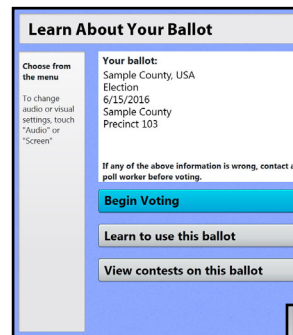 Learn About Your Ballot
Choose from
the menu
To change
audio or visual
settings, touch
"Audio" or
"Screen"
Your ballot:
Sample County, USA
Election
6/15/2016
Sample County
Precinct 103
If any of the above information is wrong, contact a
poll worker before voting.
Begin Voting
Learn to use this ballot
View contests on this ballot